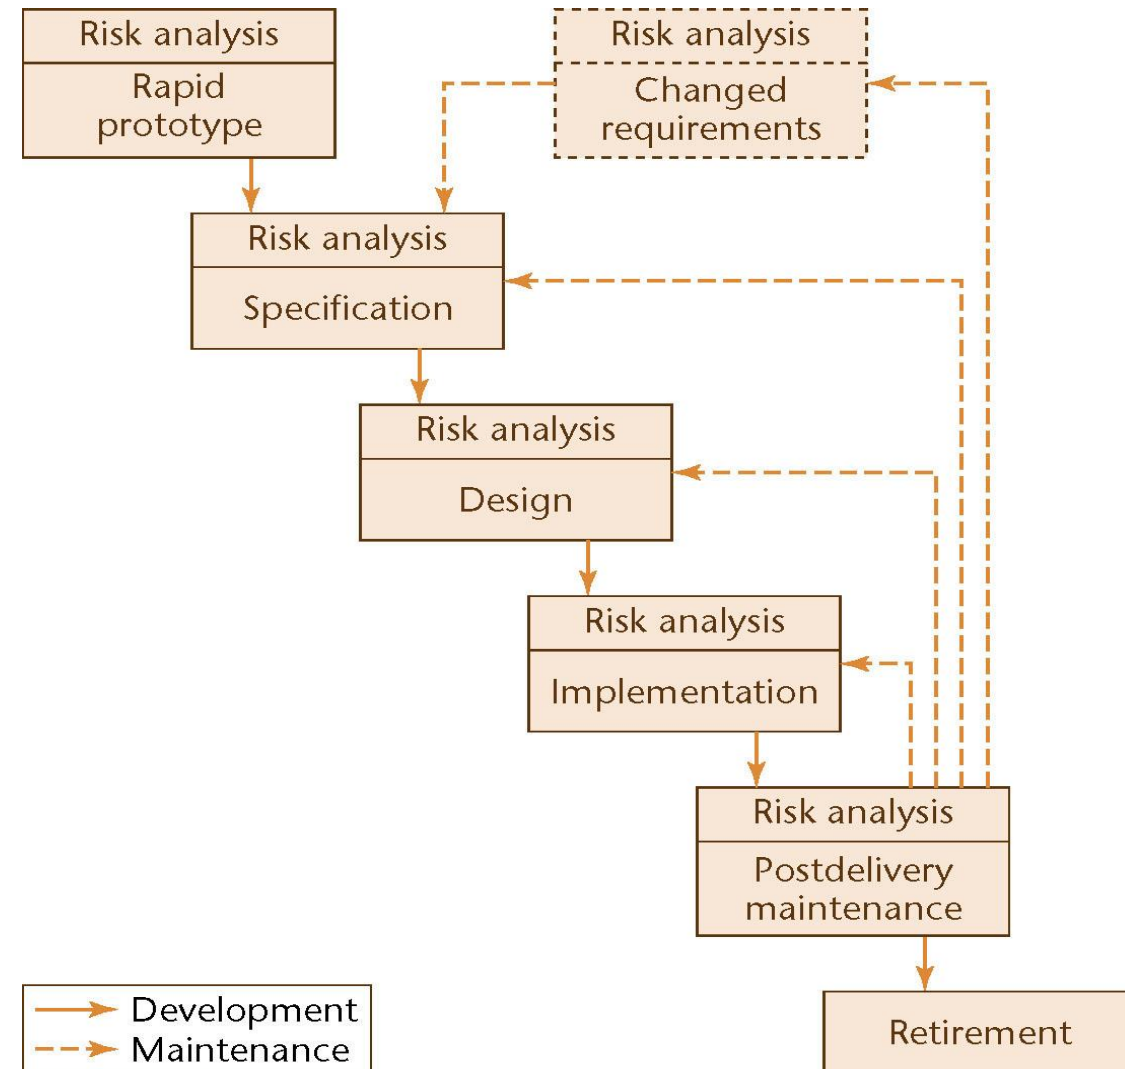 Risk analysis
Rapid
prototype
Risk analysis
Changed
requirements
Risk analysis
Specification
Risk analysis
Design
Risk analysis
Implementation
Risk analysis
Postdelivery
maintenance
Retirement
Development
Maintenance